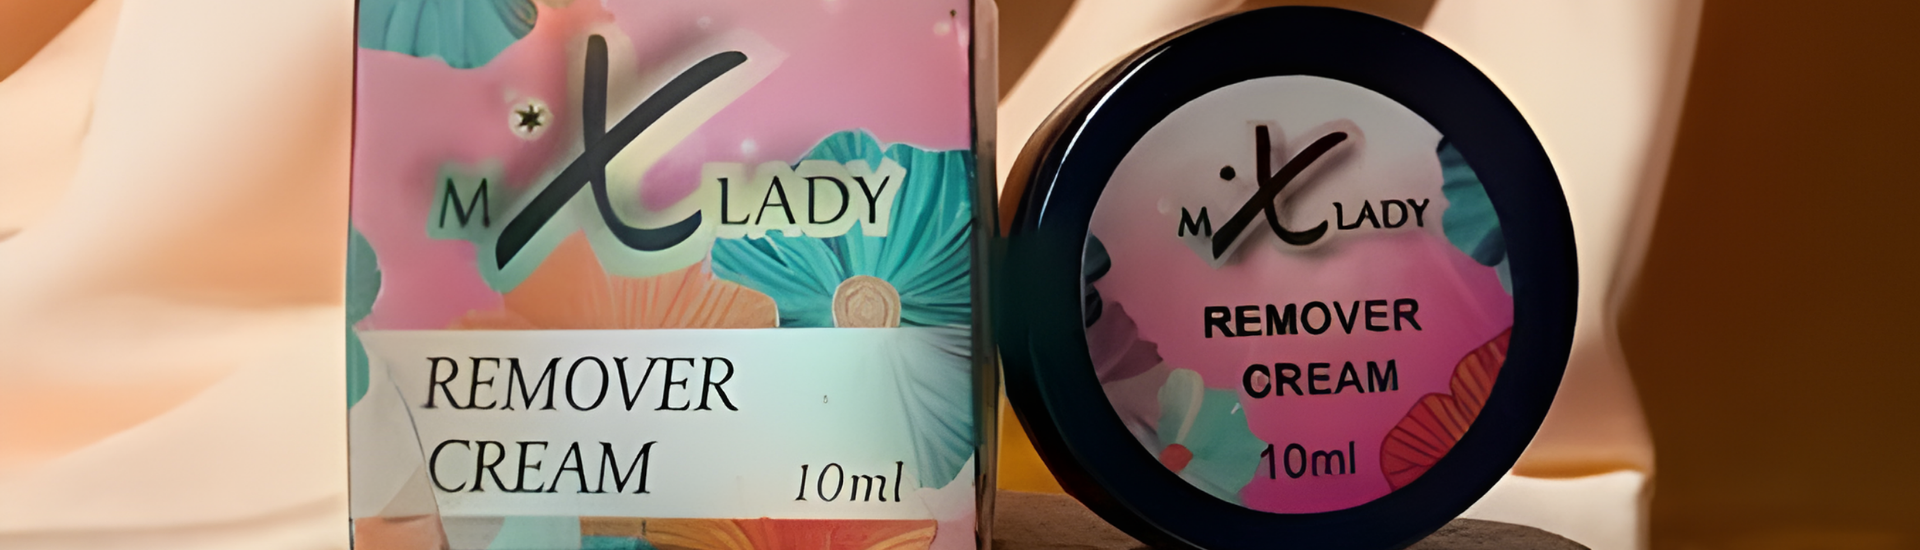 M X LADY
REMOVER
CREAM
10ml
M X LADY
REMOVER
CREAM
10ml